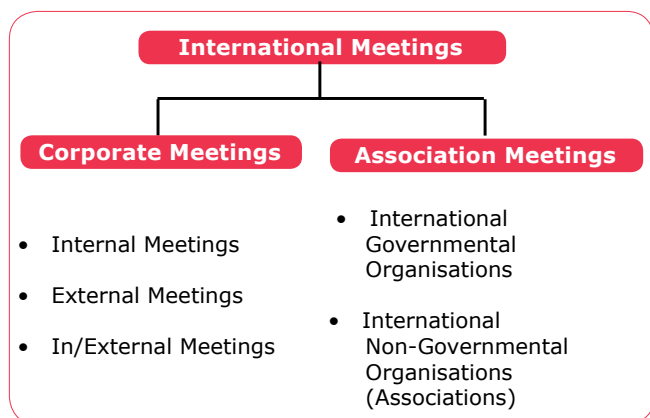 International Meetings
Corporate Meetings
• Internal Meetings
• External Meetings
• In/External Meetings
Association Meetings
• International
Governmental
Organisations
• International
Non-Governmental
Organisations
(Associations)